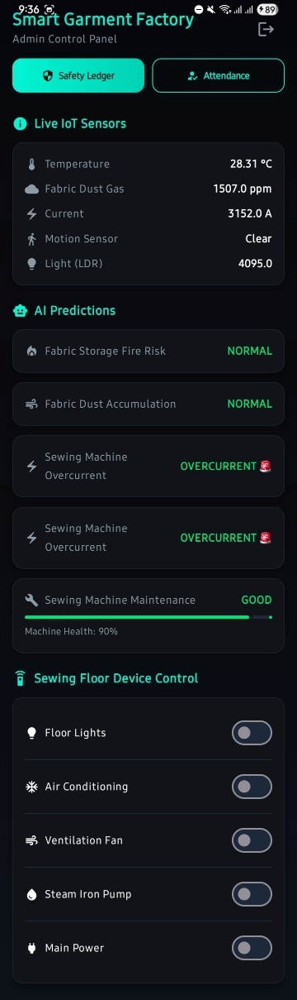 9:36
89
Smart Garment Factory
Admin Control Panel
Safety Ledger
Attendance
Live IoT Sensors
Temperature 28.31 °C
Fabric Dust Gas 1507.0 ppm
Current 3152.0 A
Motion Sensor Clear
Light (LDR) 4095.0
AI Predictions
Fabric Storage Fire Risk NORMAL
Fabric Dust Accumulation NORMAL
Sewing Machine
Overcurrent OVERCURRENT 🚨
Sewing Machine
Overcurrent OVERCURRENT 🚨
Sewing Machine Maintenance GOOD
Machine Health: 90%
Sewing Floor Device Control
Floor Lights
Air Conditioning
Ventilation Fan
Steam Iron Pump
Main Power